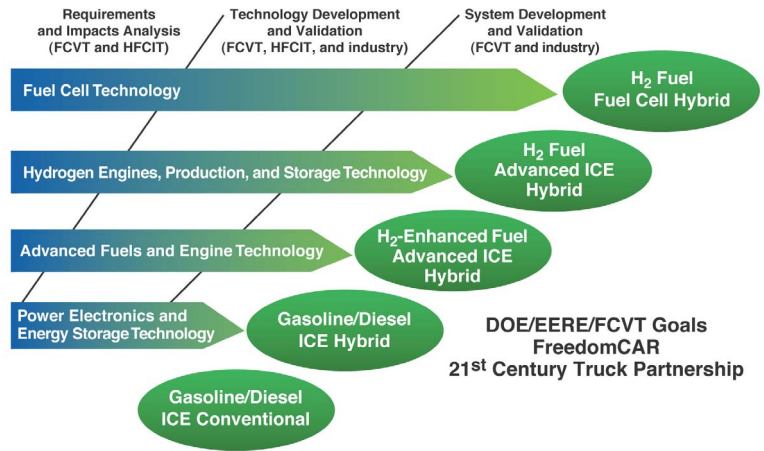 Requirements
and Impacts Analysis
(FCVT and HFCIT)
Technology Development
and Validation
(FCVT, HFCIT, and industry)
System Development
and Validation
(FCVT and industry)
Fuel Cell Technology
H2 Fuel
Fuel Cell Hybrid
Hydrogen Engines, Production, and Storage Technology
H2 Fuel
Advanced ICE
Hybrid
Advanced Fuels and Engine Technology
H2-Enhanced Fuel
Advanced ICE
Hybrid
Power Electronics and
Energy Storage Technology
Gasoline/Diesel
ICE Hybrid
DOE/EERE/FCVT Goals
FreedomCAR
21st Century Truck Partnership
Gasoline/Diesel
ICE Conventional